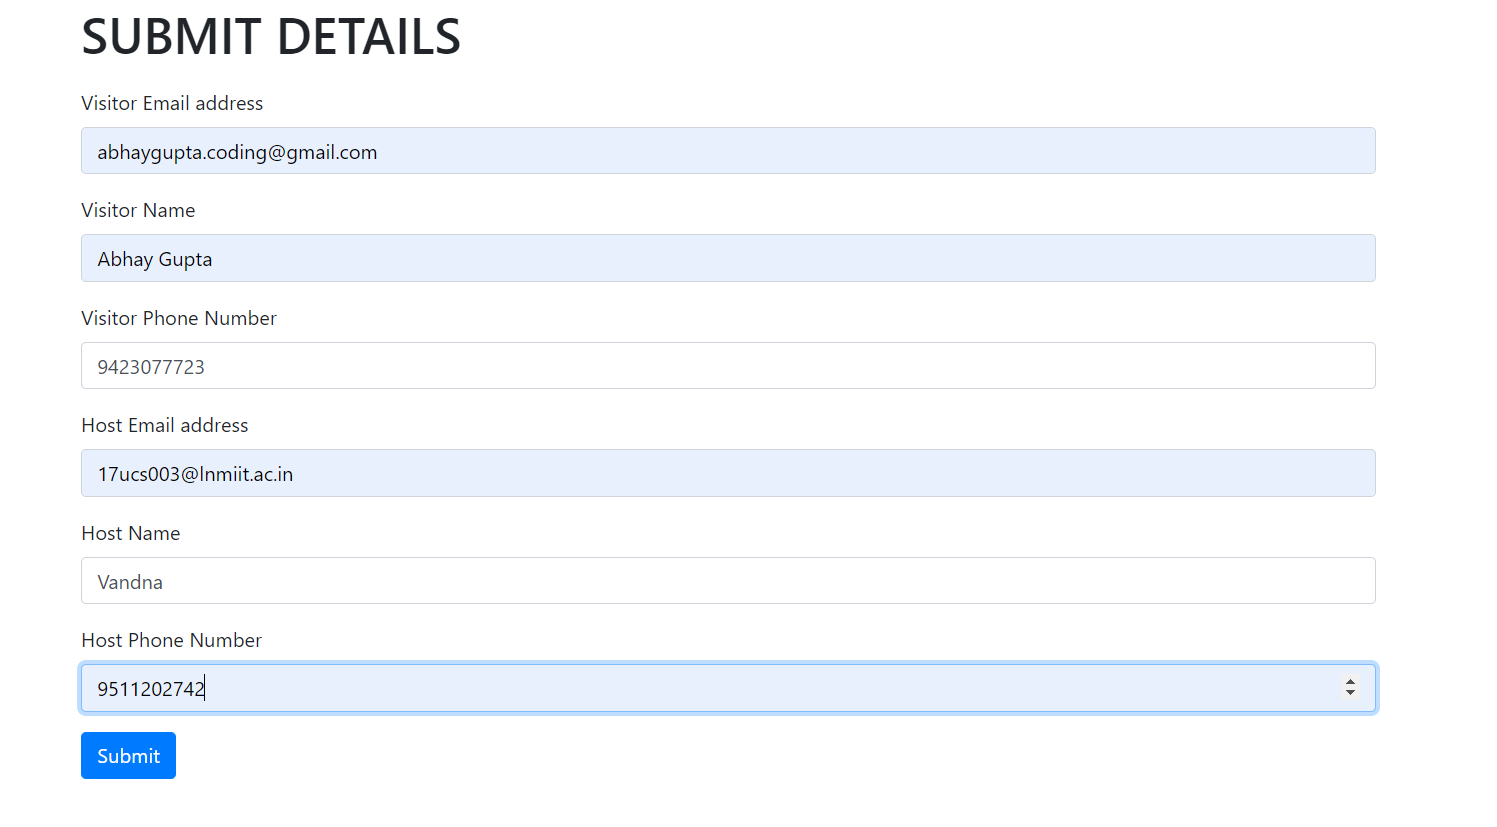 SUBMIT DETAILS
Visitor Email address
abhaygupta.coding@gmail.com
Visitor Name
Abhay Gupta
Visitor Phone Number
9423077723
Host Email address
17ucs003@lnmiit.ac.in
Host Name
Vandna
Host Phone Number
9511202742
Submit